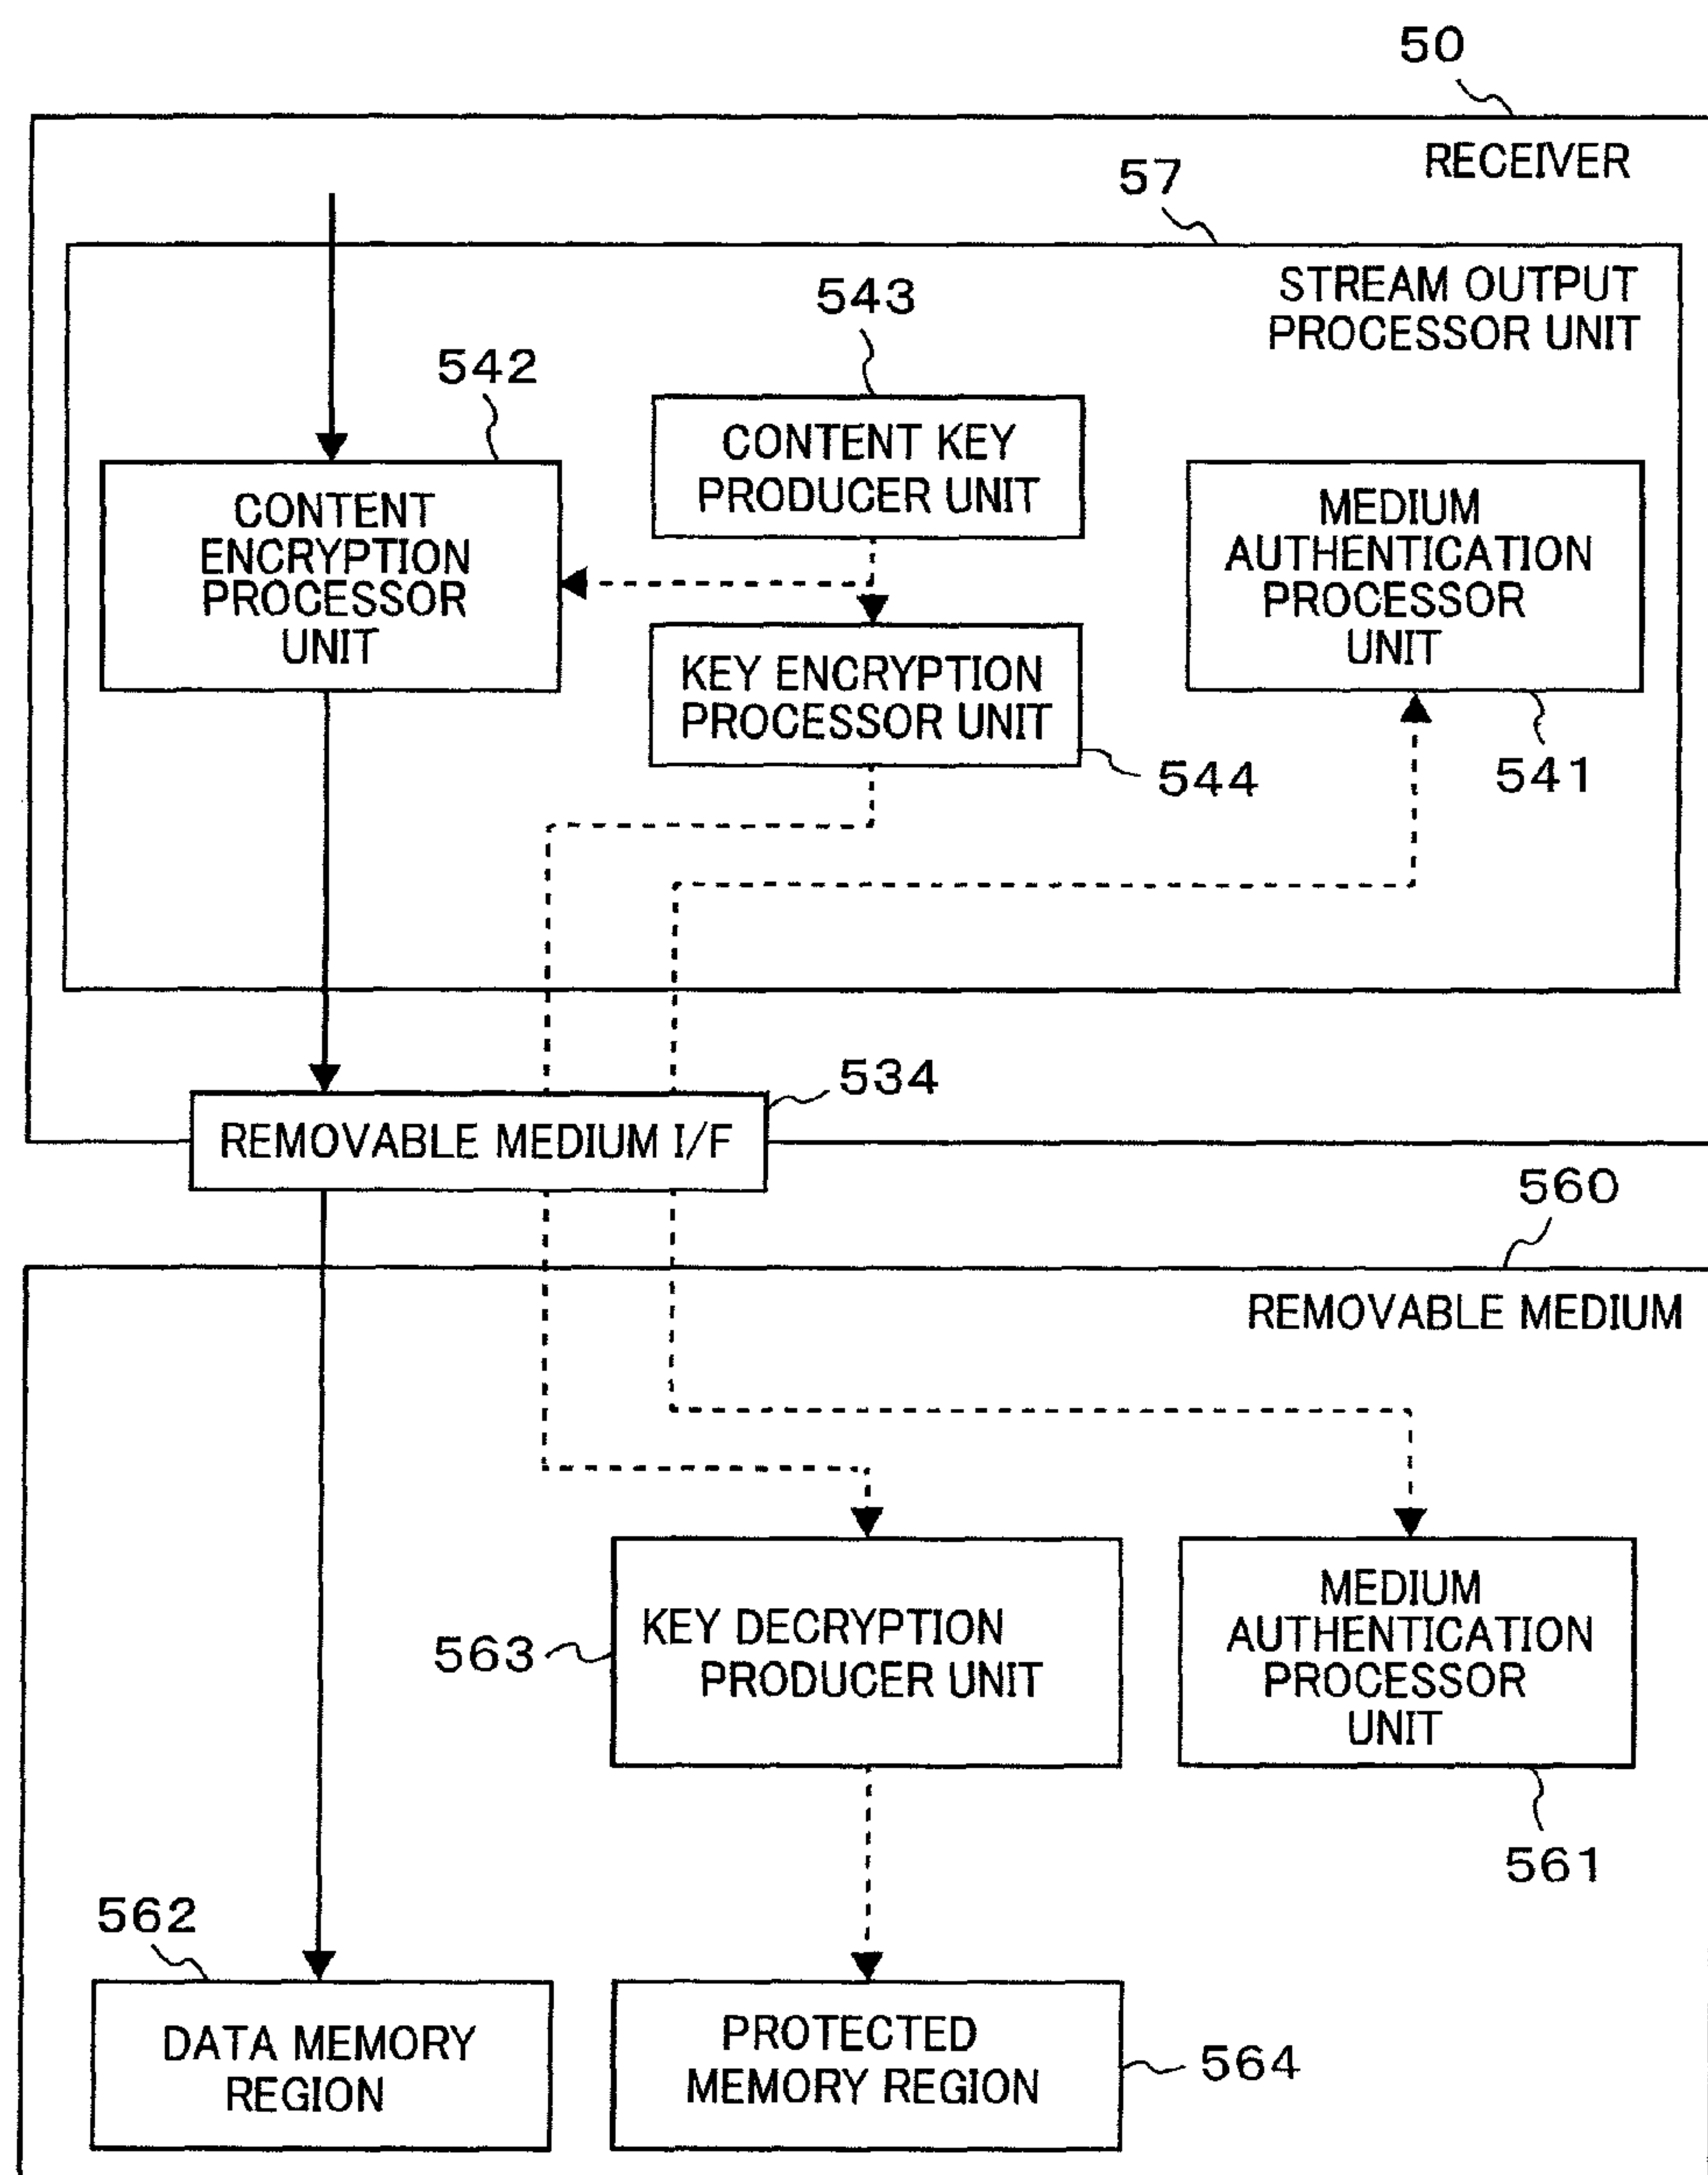 50
RECEIVER
57
STREAM OUTPUT
PROCESSOR UNIT
543
542
CONTENT KEY
PRODUCER UNIT
CONTENT
ENCRYPTION
PROCESSOR
UNIT
MEDIUM
AUTHENTICATION
PROCESSOR
UNIT
KEY ENCRYPTION
PROCESSOR UNIT
544
541
534
REMOVABLE MEDIUM I/F
560
REMOVABLE MEDIUM
563
KEY DECRYPTION
PRODUCER UNIT
MEDIUM
AUTHENTICATION
PROCESSOR
UNIT
561
562
DATA MEMORY
REGION
PROTECTED
MEMORY REGION
564